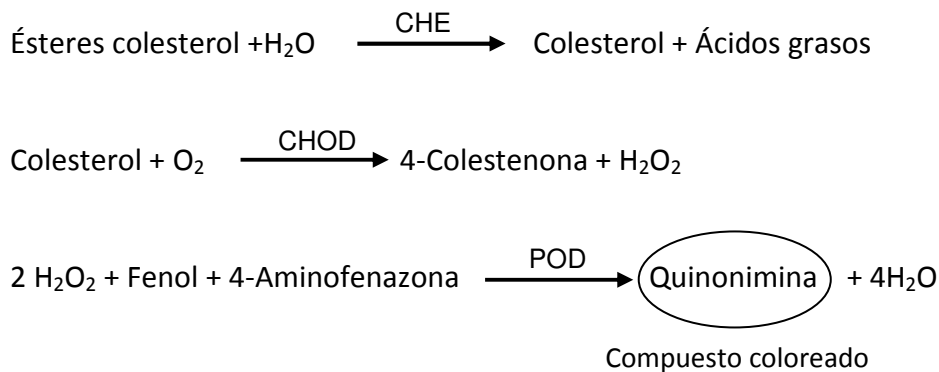 CHE
Ésteres colesterol +H₂O Colesterol + Ácidos grasos
CHOD
Colesterol + O₂ 4-Colestenona + H₂O₂
POD
2 H₂O₂ + Fenol + 4-Aminofenazona Quinonimina + 4H₂O
Compuesto coloreado